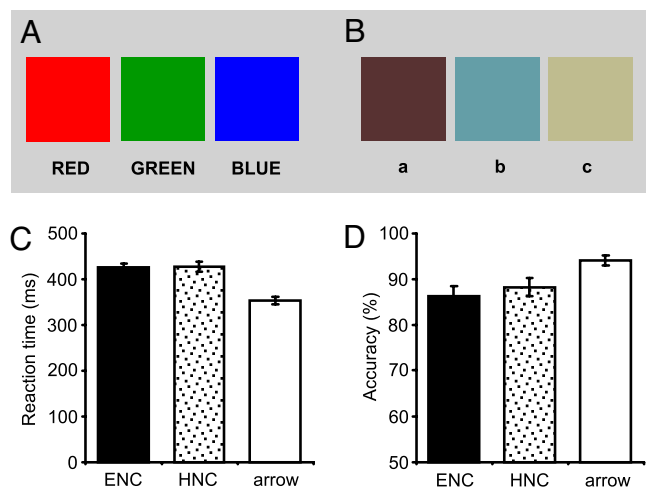 A
B
RED GREEN BLUE
a b c
C
Reaction time (ms)
500
400
300
200
100
0
ENC HNC arrow
D
Accuracy (%)
100
90
80
70
60
50
ENC HNC arrow